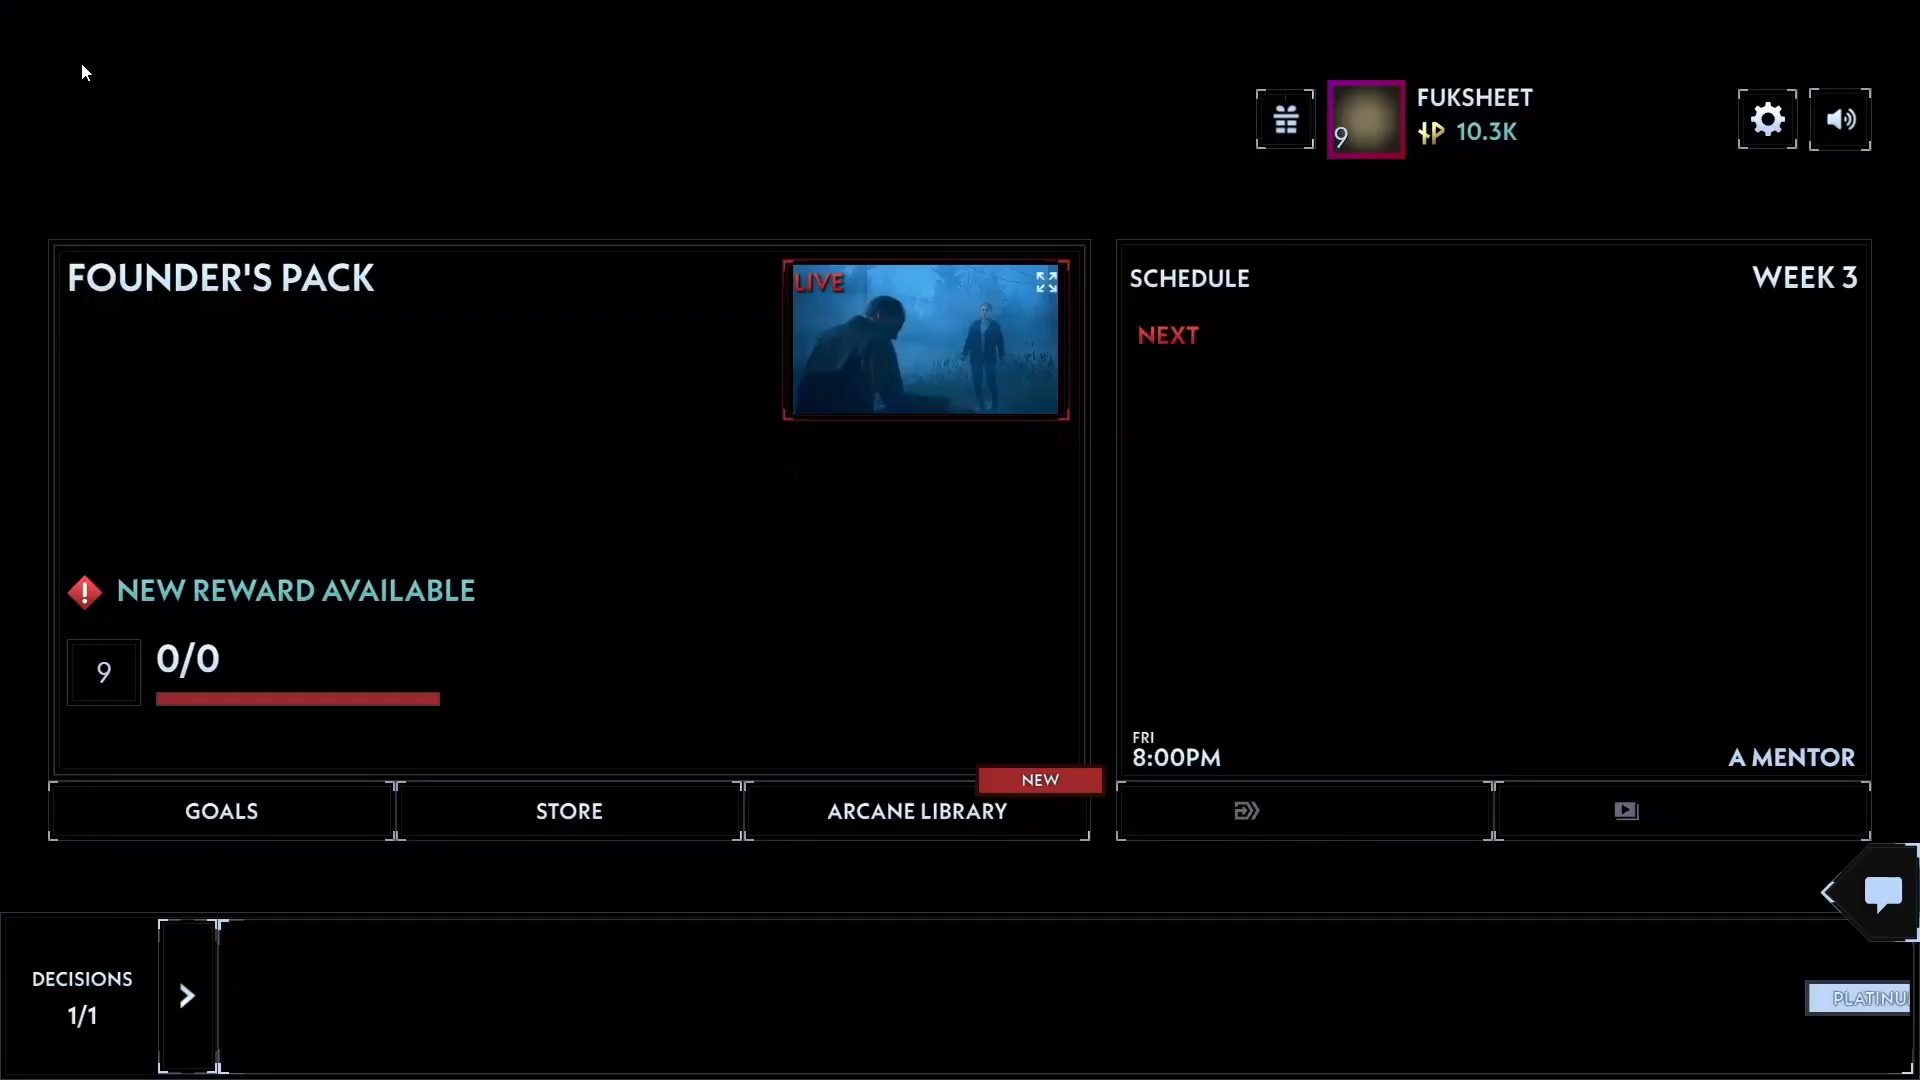 FUKSHEET
9
10.3K
FOUNDER'S PACK
LIVE
SCHEDULE
WEEK 3
NEXT
NEW REWARD AVAILABLE
9
0/0
FRI
8:00PM
A MENTOR
NEW
GOALS
STORE
ARCANE LIBRARY
DECISIONS
1/1
PLATINU